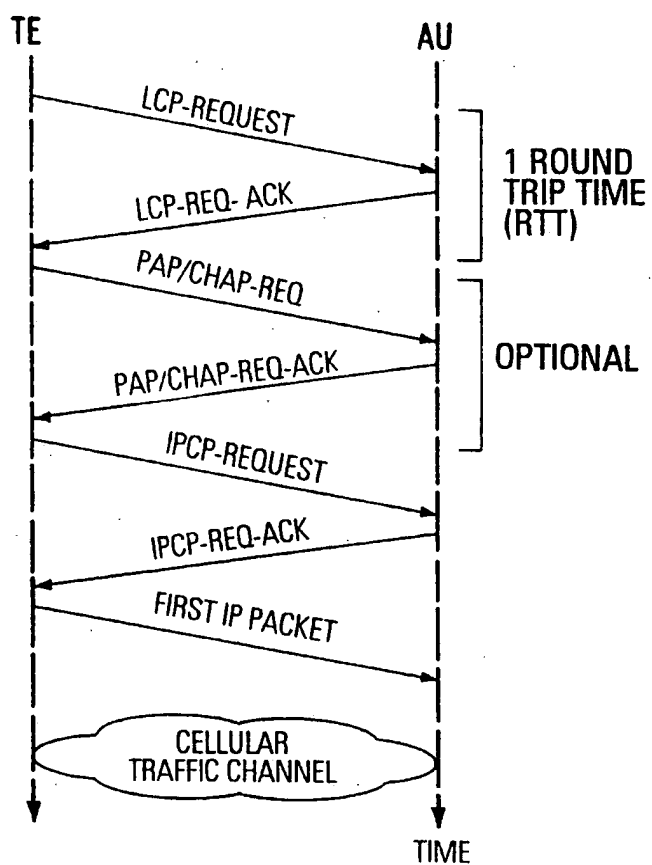 TE
AU
LCP-REQUEST
1 ROUND
TRIP TIME
(RTT)
LCP-REQ- ACK
PAP/CHAP-REQ
OPTIONAL
PAP/CHAP-REQ-ACK
IPCP-REQUEST
IPCP-REQ-ACK
FIRST IP PACKET
CELLULAR
TRAFFIC CHANNEL
TIME